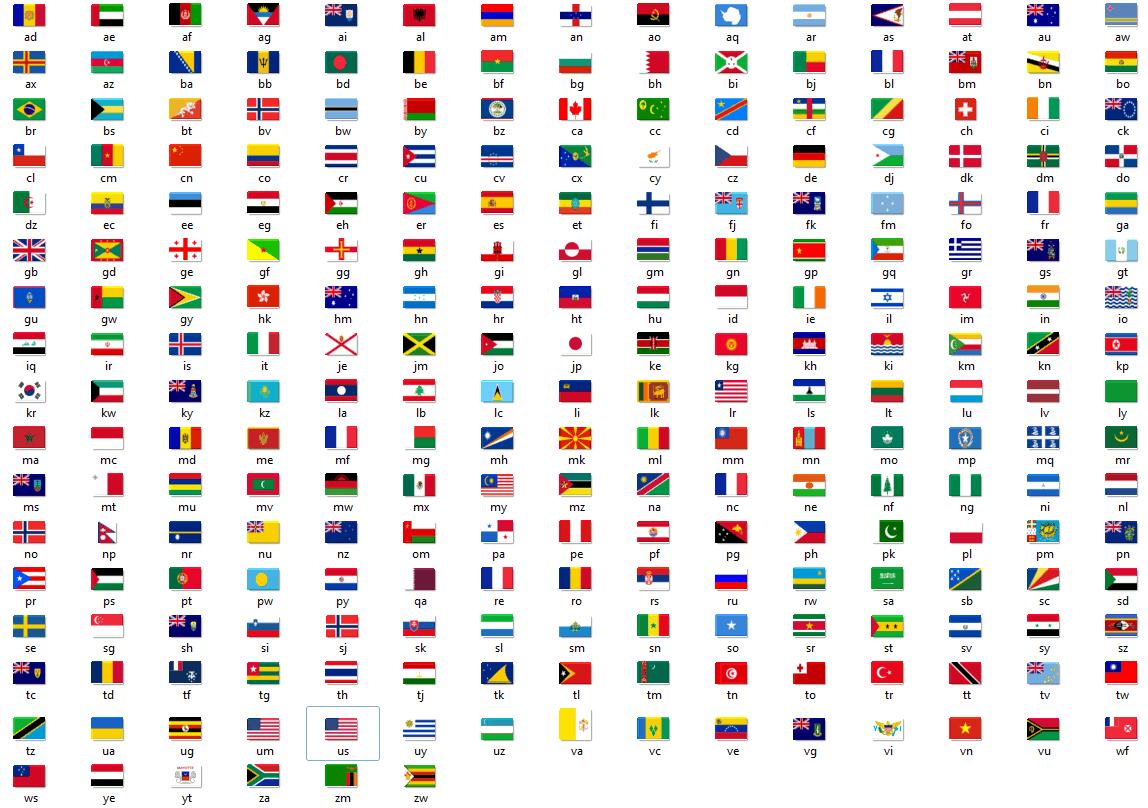 ad ae af ag ai al am an ao aq ar as at au aw
ax az ba bb bd be bf bg bh bi bj bl bm bn bo
br bs bt bv bw by bz ca cc cd cf cg ch ci ck
cl cm cn co cr cu cv cx cy cz de dj dk dm do
dz ec ee eg eh er es et fi fj fk fm fo fr ga
gb gd ge gf gg gh gi gl gm gn gp gq gr gs gt
gu gw gy hk hm hn hr ht hu id ie il im in io
iq ir is it je jm jo jp ke kg kh ki km kn kp
kr kw ky kz la lb lc li lk lr ls lt lu lv ly
ma mc md me mf mg mh mk ml mm mn mo mp mq mr
ms mt mu mv mw mx my mz na nc ne nf ng ni nl
no np nr nu nz om pa pe pf pg ph pk pl pm pn
pr ps pt pw py qa re ro rs ru rw sa sb sc sd
se sg sh si sj sk sl sm sn so sr st sv sy sz
tc td tf tg th tj tk tl tm tn to tr tt tv tw
tz ua ug um us uy uz va vc ve vg vi vn vu wf
ws ye yt za zm zw